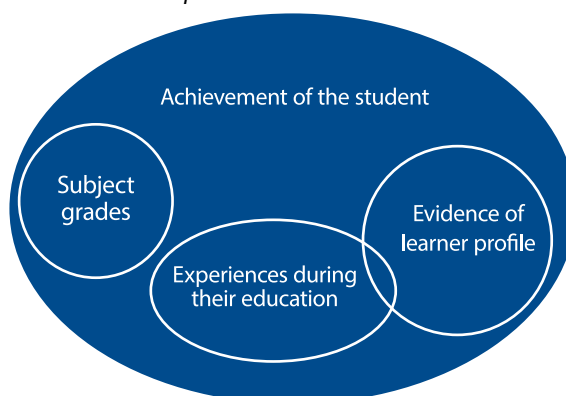 Achievement of the student
Subject
grades
Evidence of
learner profile
Experiences during
their education